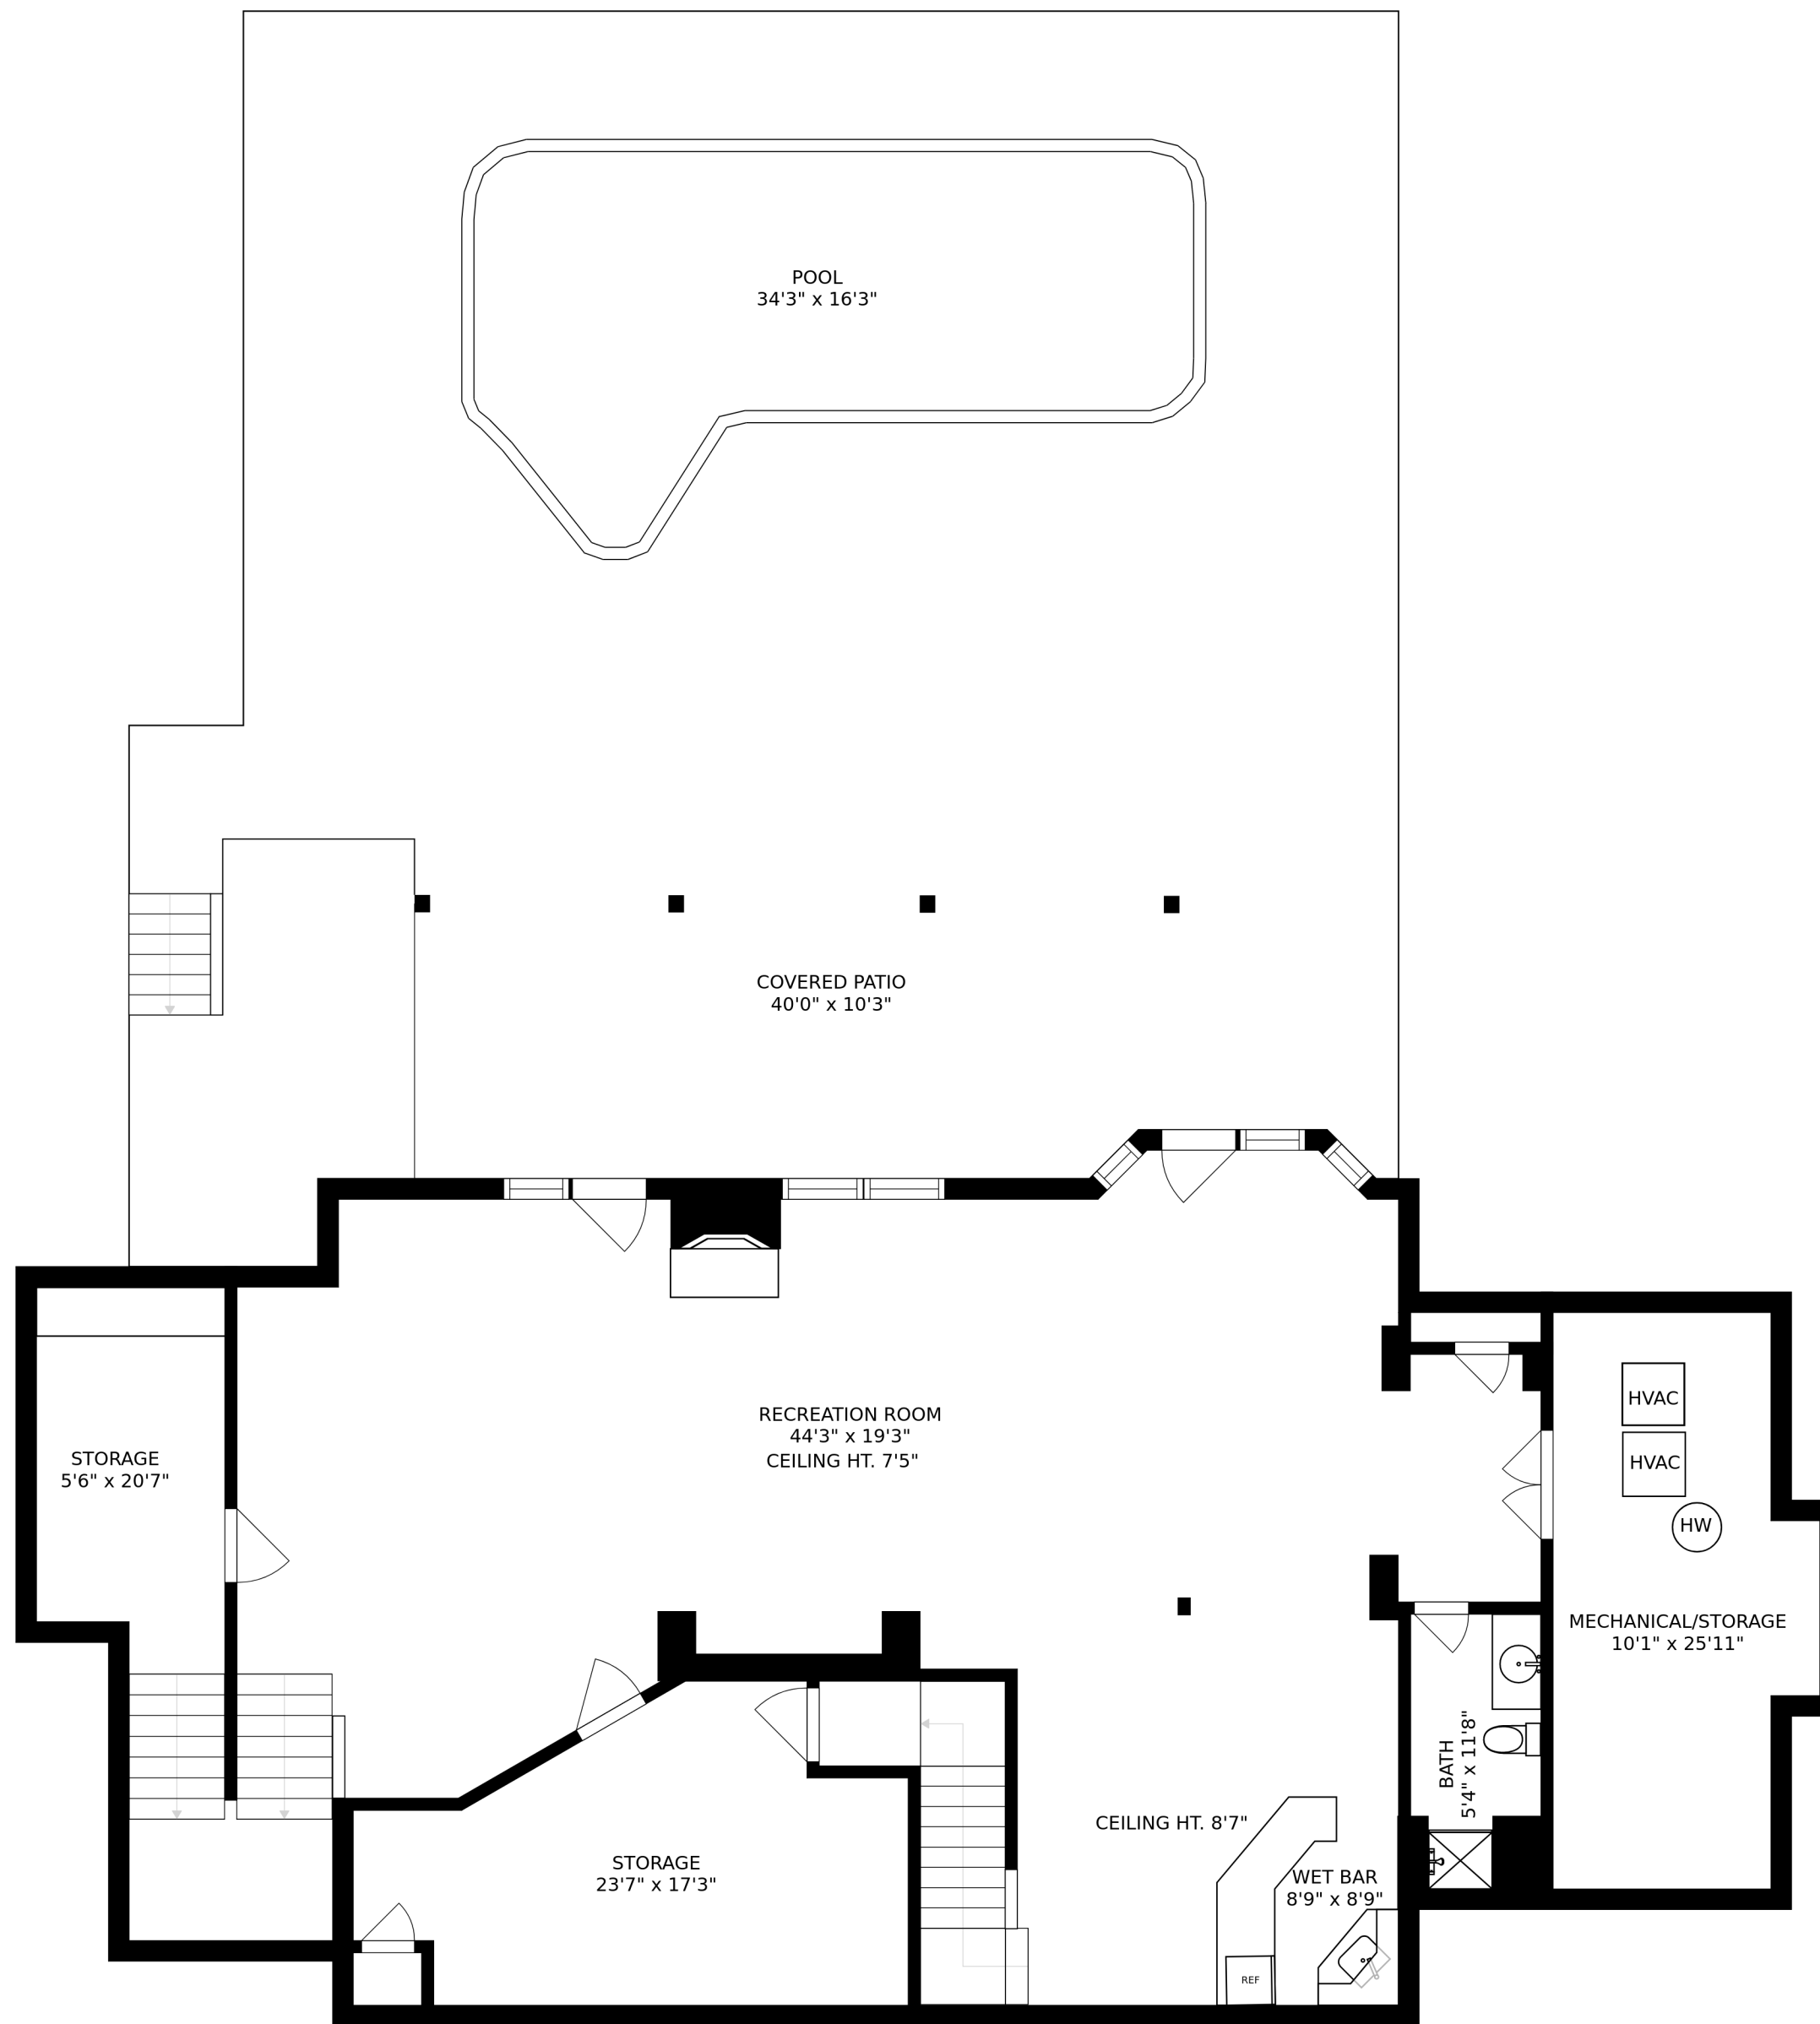 POOL
34'3" x 16'3"
COVERED PATIO
40'0" x 10'3"
RECREATION ROOM
44'3" x 19'3"
CEILING HT. 7'5"
STORAGE
5'6" x 20'7"
HVAC
HVAC
HW
MECHANICAL/STORAGE
10'1" x 25'11"
BATH
5'4" x 11'8"
CEILING HT. 8'7"
STORAGE
23'7" x 17'3"
WET BAR
8'9" x 8'9"
REF